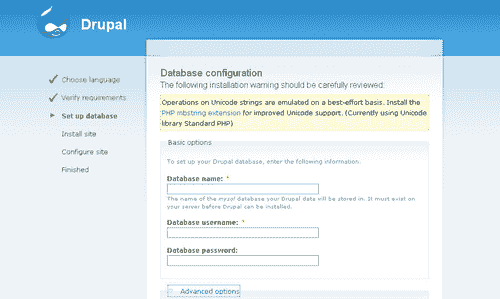 Drupal
Choose language
Verify requirements
Set up database
Install site
Configure site
Finished
Database configuration
The following installation warning should be carefully reviewed:
Operations on Unicode strings are emulated on a best-effort basis. Install the
PHP mbstring extension for improved Unicode support. (Currently using Unicode
library Standard PHP)
Basic options
To set up your Drupal database, enter the following information.
Database name: *
The name of the mysql database your Drupal data will be stored in. It must exist on
your server before Drupal can be installed.
Database username: *
Database password:
Advanced options